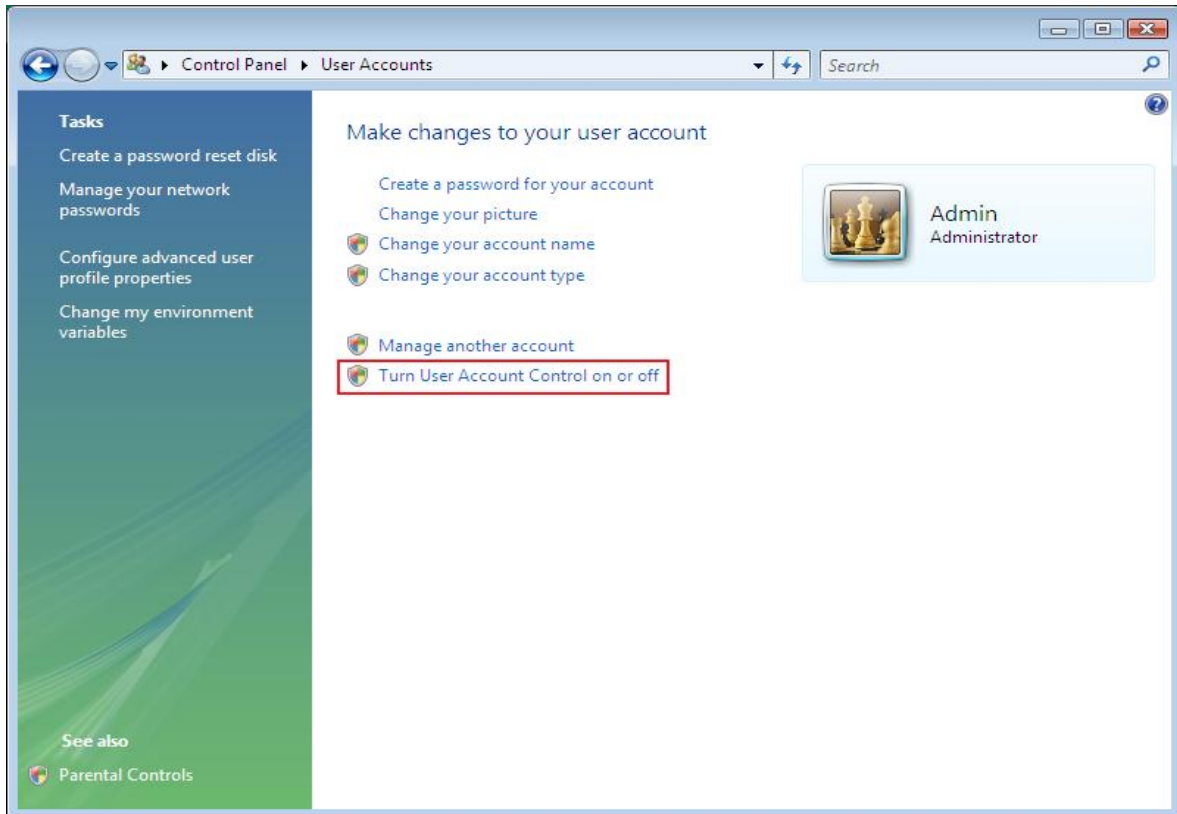 Control Panel
User Accounts
Search
Tasks
Create a password reset disk
Manage your network
passwords
Configure advanced user
profile properties
Change my environment
variables
See also
Parental Controls
Make changes to your user account
Create a password for your account
Change your picture
Change your account name
Change your account type
Manage another account
Turn User Account Control on or off
Admin
Administrator